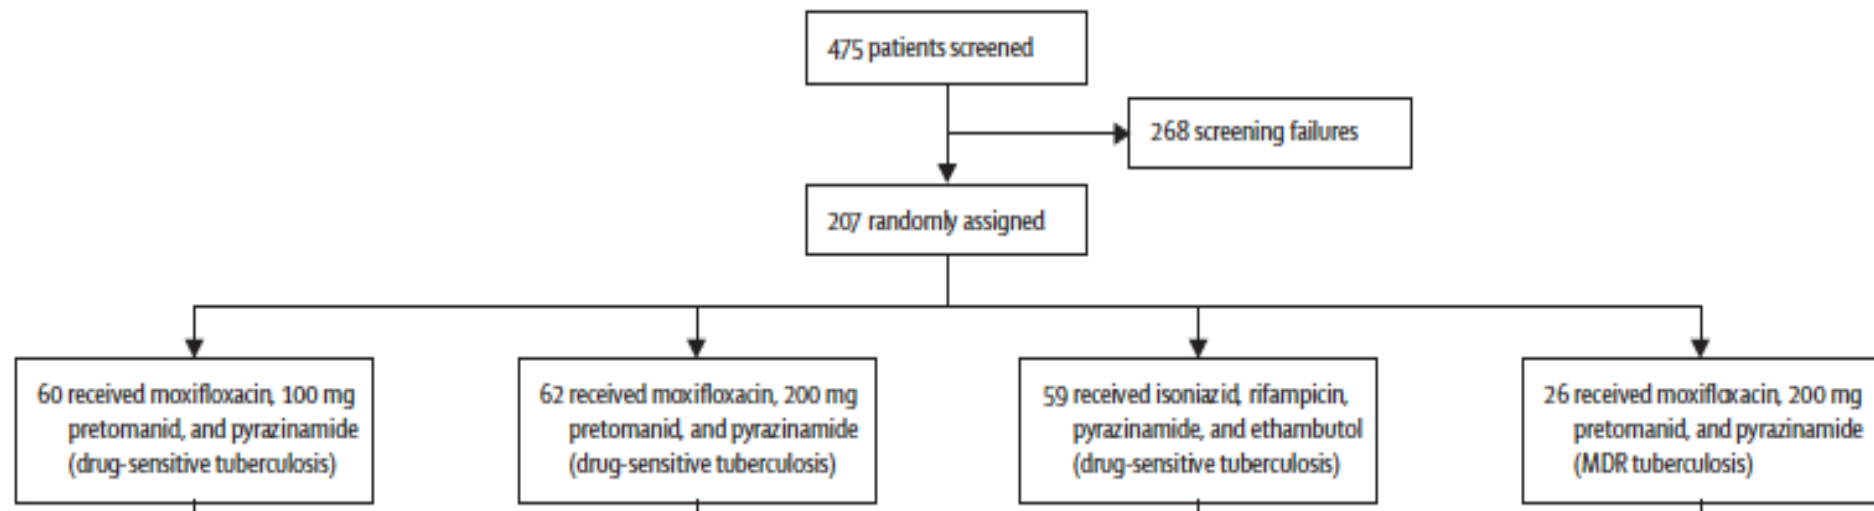 475 patients screened
268 screening failures
207 randomly assigned
60 received moxifloxacin, 100 mg
pretomanid, and pyrazinamide
(drug-sensitive tuberculosis)
62 received moxifloxacin, 200 mg
pretomanid, and pyrazinamide
(drug-sensitive tuberculosis)
59 received isoniazid, rifampicin,
pyrazinamide, and ethambutol
(drug-sensitive tuberculosis)
26 received moxifloxacin, 200 mg
pretomanid, and pyrazinamide
(MDR tuberculosis)